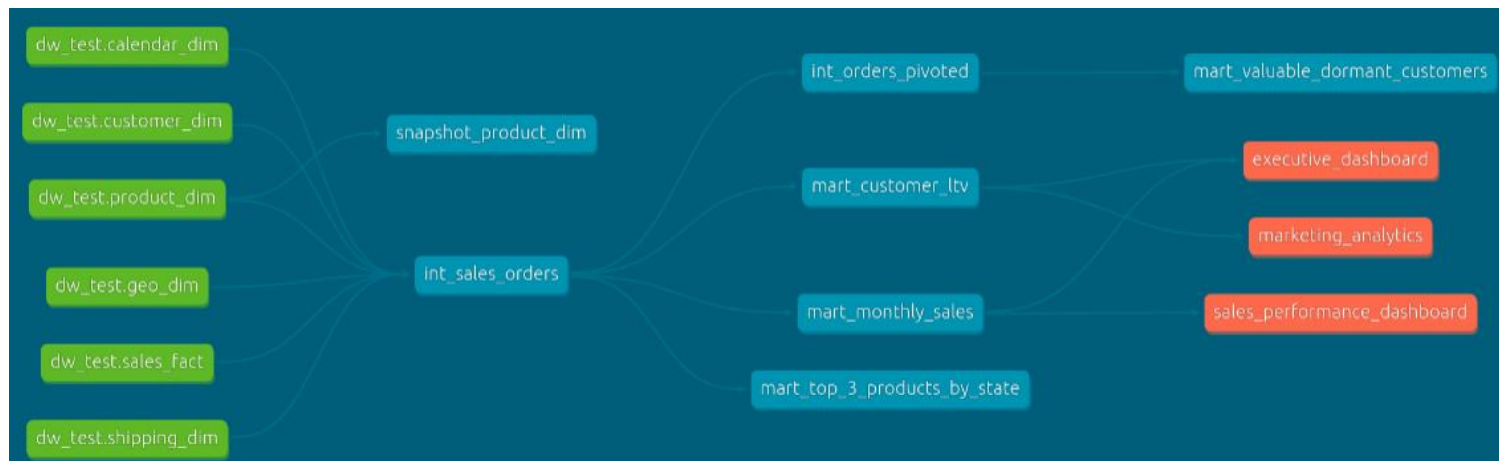 dw_test.calendar_dim
dw_test.customer_dim
dw_test.product_dim
dw_test.geo_dim
dw_test.sales_fact
dw_test.shipping_dim
snapshot_product_dim
int_sales_orders
int_orders_pivoted
mart_customer_ltv
mart_monthly_sales
mart_top_3_products_by_state
mart_valuable_dormant_customers
executive_dashboard
marketing_analytics
sales_performance_dashboard